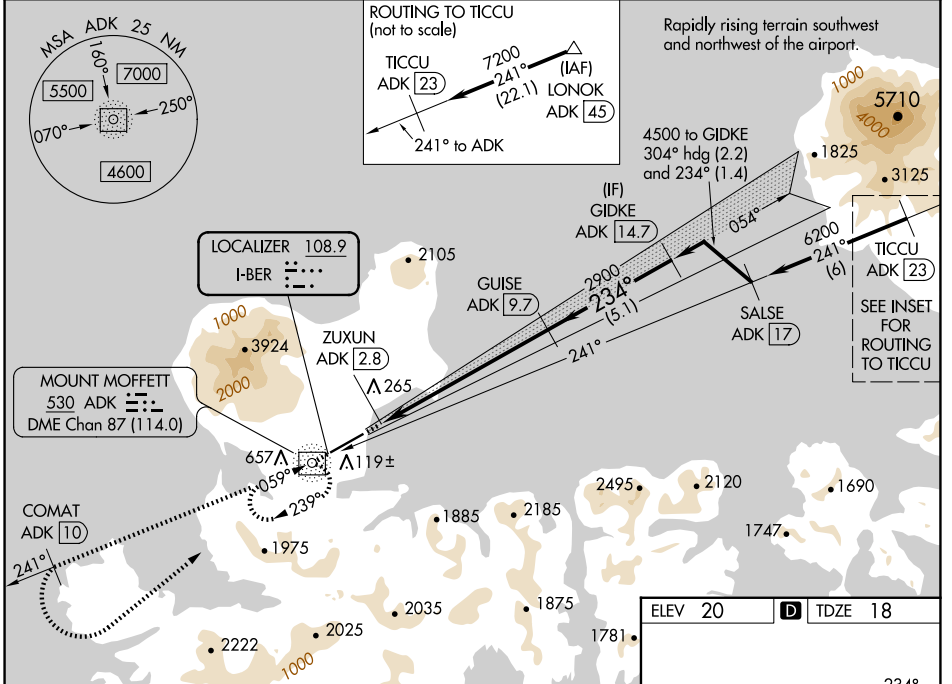 MSA ADK 25 NM
160°
5500
7000
070°
250°
4600
ROUTING TO TICCU
(not to scale)
TICCU
ADK 23
7200
241°
(22.1)
(IAF)
LONOK
ADK 45
241° to ADK
Rapidly rising terrain southwest
and northwest of the airport.
1000
5710
4000
1825
3125
4500 to GIDKE
304° hdg (2.2)
and 234° (1.4)
(IF)
GIDKE
ADK 14.7
054°
6200
241°
(6)
TICCU
ADK 23
SEE INSET
FOR
ROUTING
TO TICCU
SALSE
ADK 17
LOCALIZER 108.9
I-BER
2105
GUISE
ADK 9.7
2900
234°
(5.1)
241°
1000
3924
2000
ZUXUN
ADK 2.8
265
MOUNT MOFFETT
530 ADK
DME Chan 87 (114.0)
657
119±
059°
239°
COMAT
ADK 10
241°
1975
1885
2185
2495
2120
1690
1747
2035
1875
2025
2222
1000
1781
ELEV 20
D
TDZE 18
234°